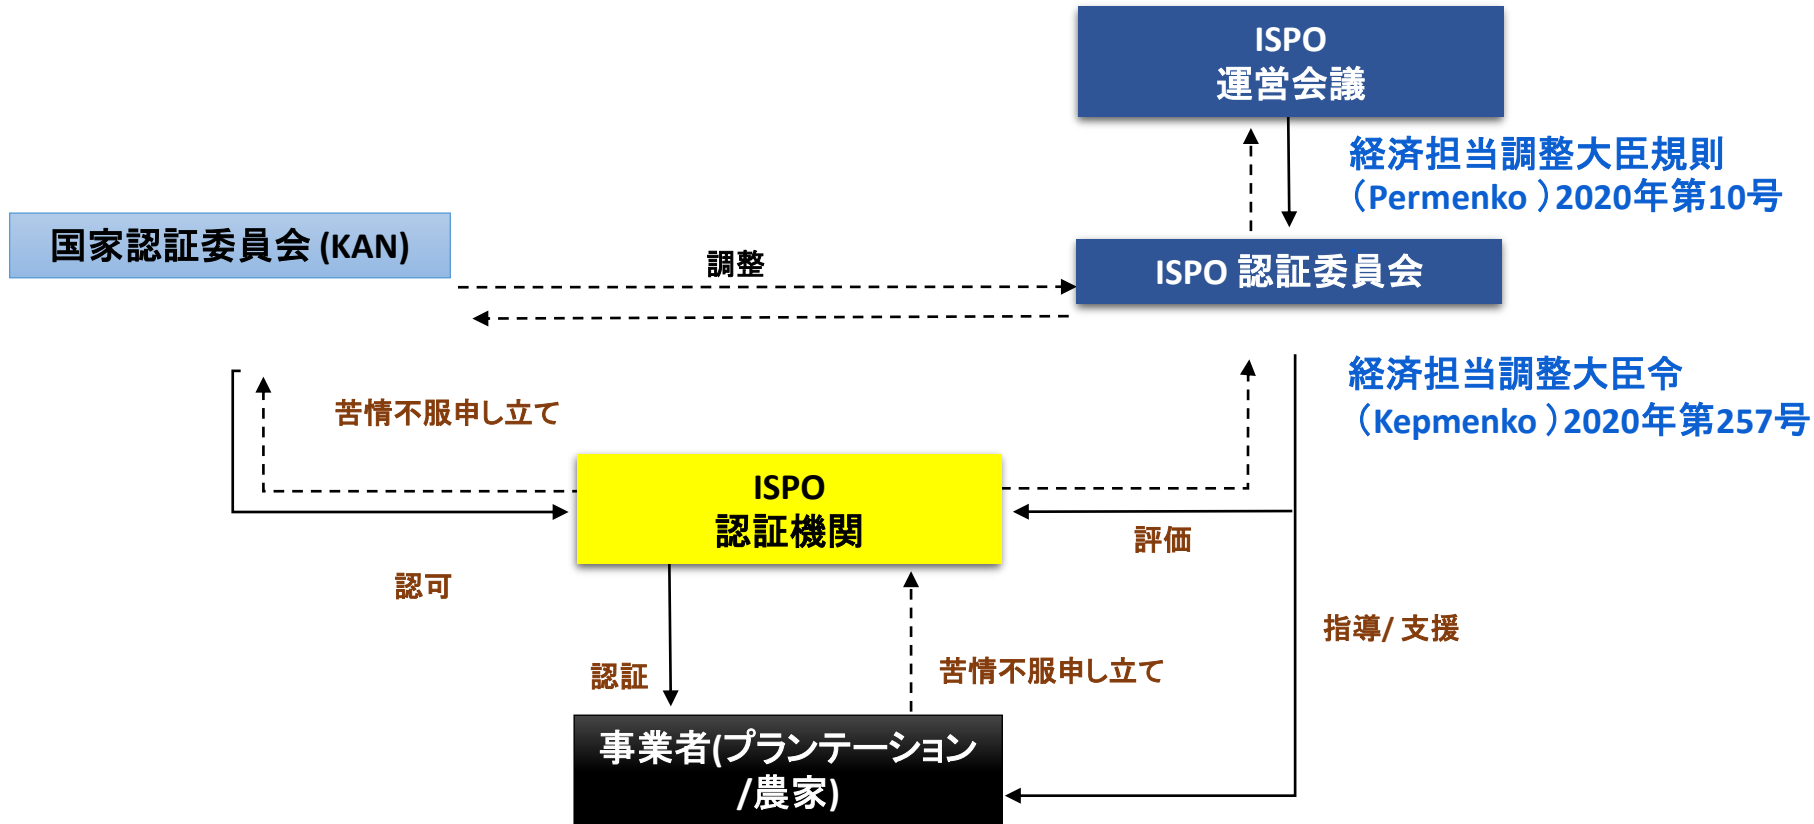 ISPO
運営会議
経済担当調整大臣規則
（Permenko ）2020年第10号
国家認証委員会 (KAN)
調整
ISPO 認証委員会
経済担当調整大臣令
（Kepmenko ）2020年第257号
苦情不服申し立て
ISPO
認証機関
評価
認可
指導/ 支援
認証
苦情不服申し立て
事業者(プランテーション
/農家)